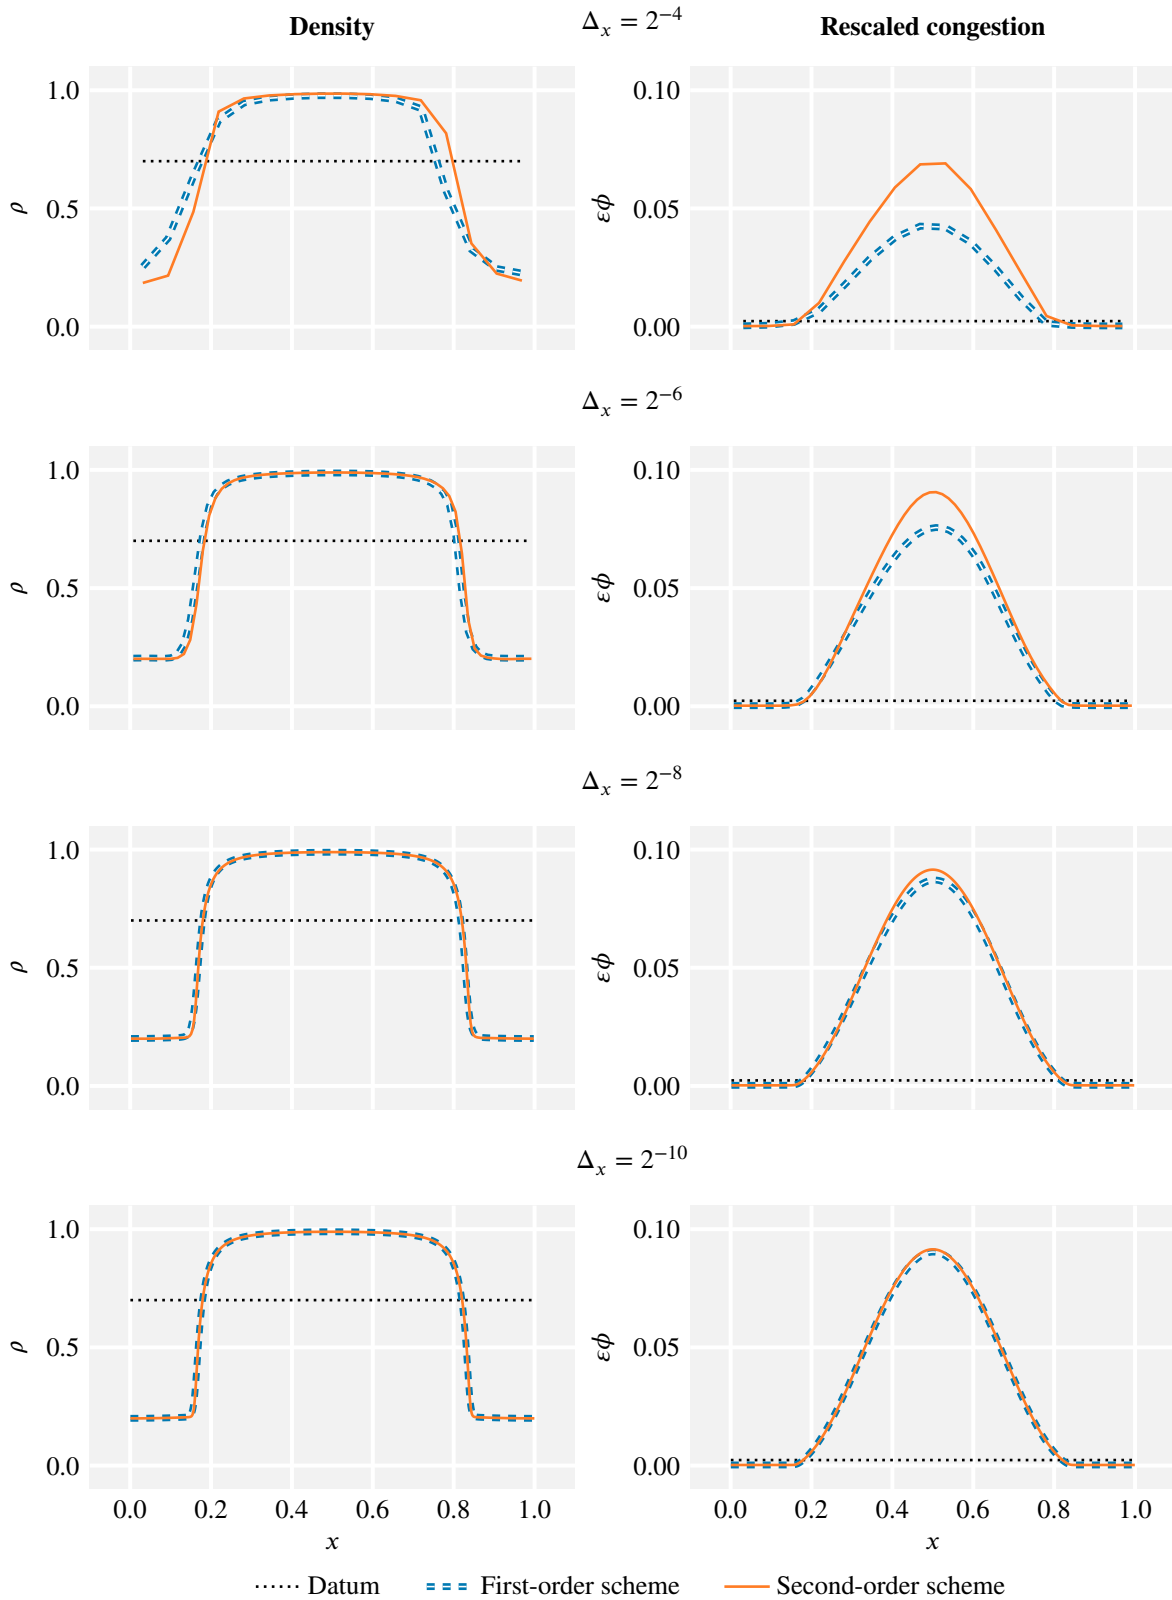 Density Δₓ = 2⁻⁴ Rescaled congestion
1.0
0.5
0.0
ρ
0.10
0.05
0.00
εϕ
Δₓ = 2⁻⁶
1.0
0.5
0.0
ρ
0.10
0.05
0.00
εϕ
Δₓ = 2⁻⁸
1.0
0.5
0.0
ρ
0.10
0.05
0.00
εϕ
Δₓ = 2⁻¹⁰
1.0
0.5
0.0
ρ
0.10
0.05
0.00
εϕ
0.0 0.2 0.4 0.6 0.8 1.0
x
0.0 0.2 0.4 0.6 0.8 1.0
x
Datum First-order scheme Second-order scheme